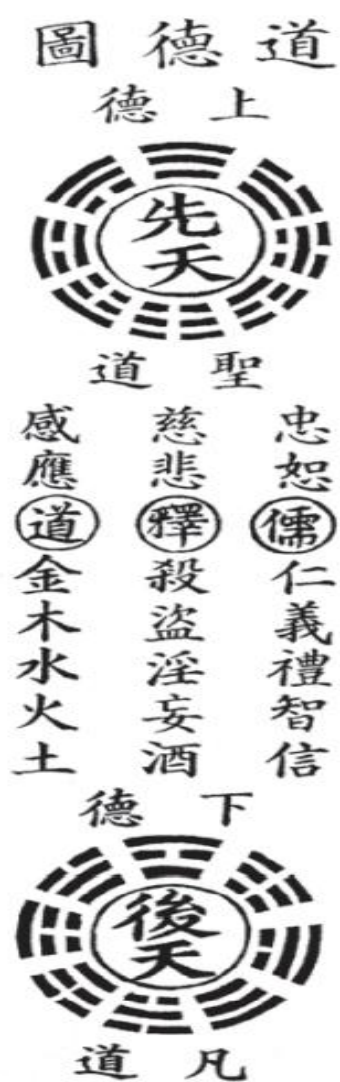 道德圖
上德
先天
聖道
忠恕儒仁義禮智信
慈悲釋殺盜淫妄酒
感應道金木水火土
下德
後天
凡道